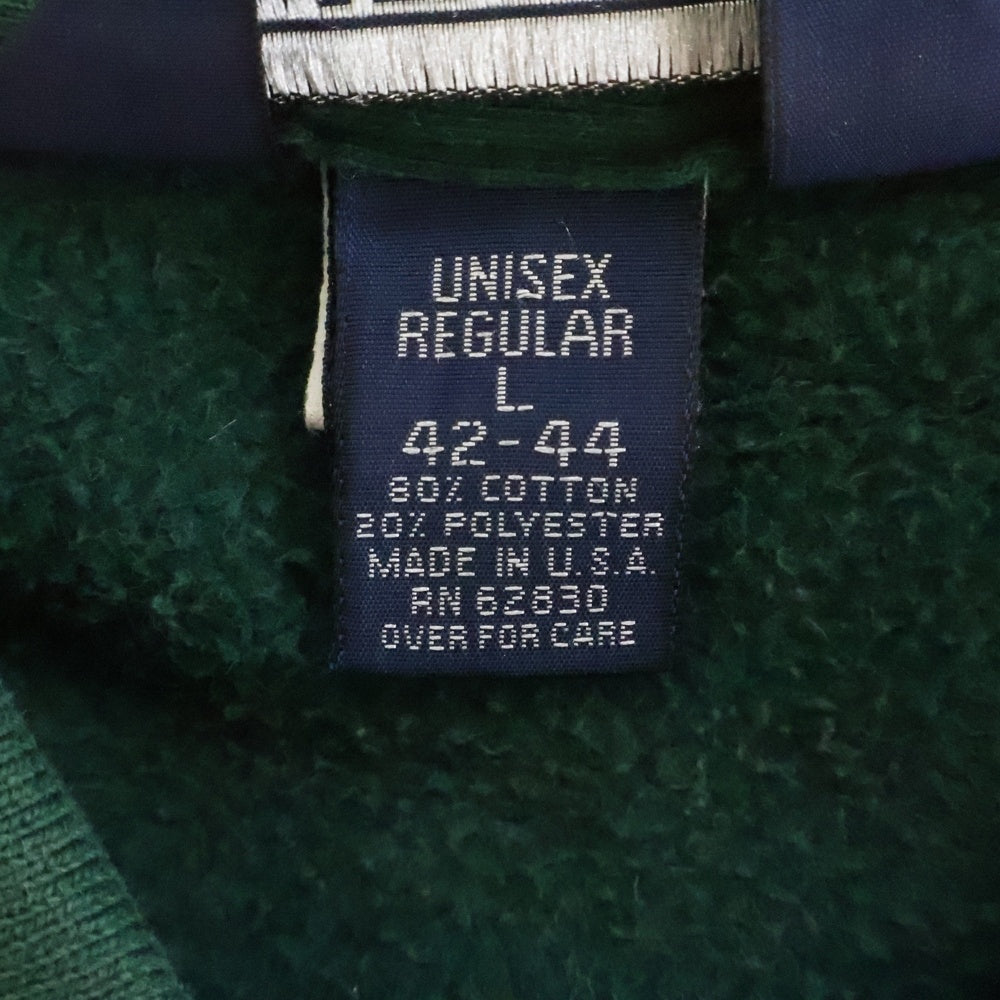 UNISEX
REGULAR
L
42-44
80% COTTON
20% POLYESTER
MADE IN U.S.A.
RN 62830
OVER FOR CARE